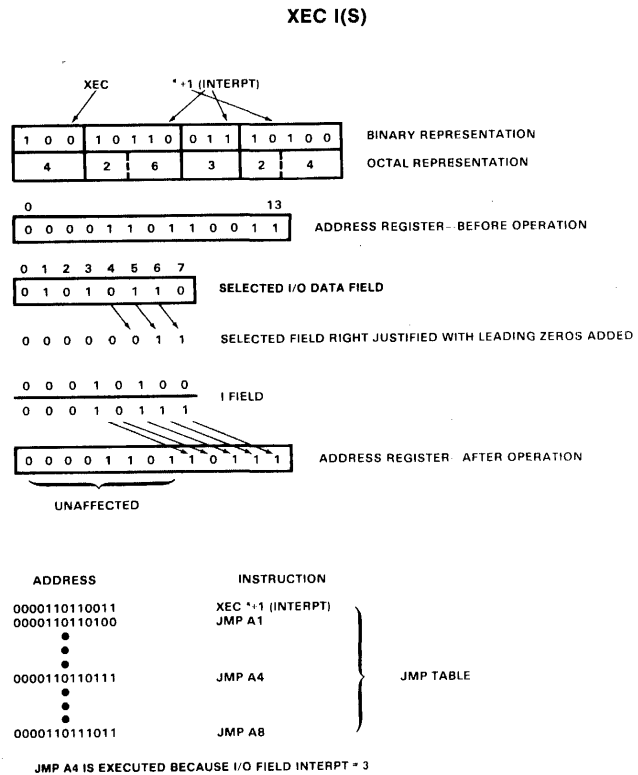 XEC I(S)
XEC *+1 (INTERPT)
1 0 0 1 0 1 1 0 0 1 1 1 0 1 0 0 BINARY REPRESENTATION
4 2 6 3 2 4 OCTAL REPRESENTATION
0 13
0 0 0 0 1 1 0 1 1 0 0 1 1 ADDRESS REGISTER - BEFORE OPERATION
0 1 2 3 4 5 6 7
0 1 0 1 0 1 1 0 SELECTED I/O DATA FIELD
0 0 0 0 0 0 1 1 SELECTED FIELD RIGHT JUSTIFIED WITH LEADING ZEROS ADDED
0 0 0 1 0 1 0 0 I FIELD
0 0 0 1 0 1 1 1
0 0 0 0 1 1 0 1 1 0 1 1 1 ADDRESS REGISTER - AFTER OPERATION
UNAFFECTED
ADDRESS INSTRUCTION
0000110110011 XEC *+1 (INTERPT)
0000110110100 JMP A1
0000110110111 JMP A4 JMP TABLE
0000110111011 JMP A8
JMP A4 IS EXECUTED BECAUSE I/O FIELD INTERPT = 3